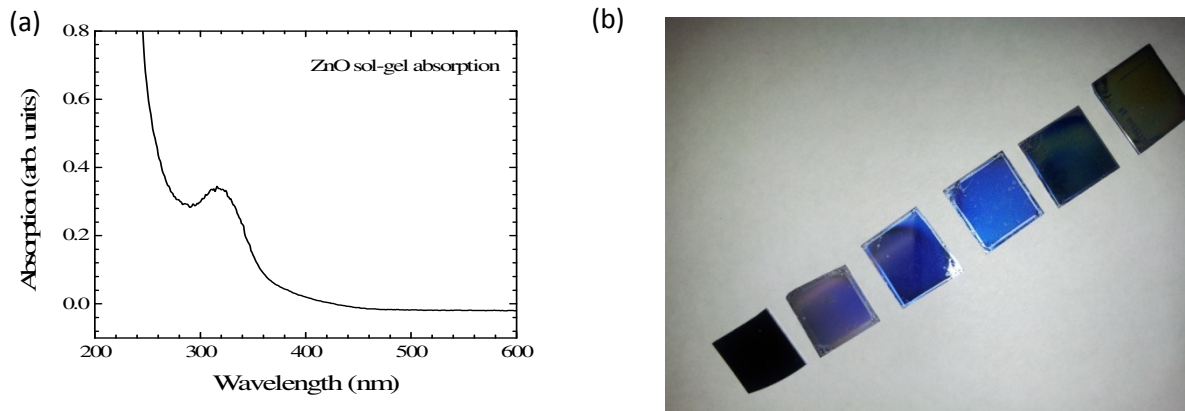 (a)
(b)
0.8
ZnO sol-gel absorption
0.6
0.4
0.2
0.0
Absorption (arb. units)
200 300 400 500 600
Wavelength (nm)